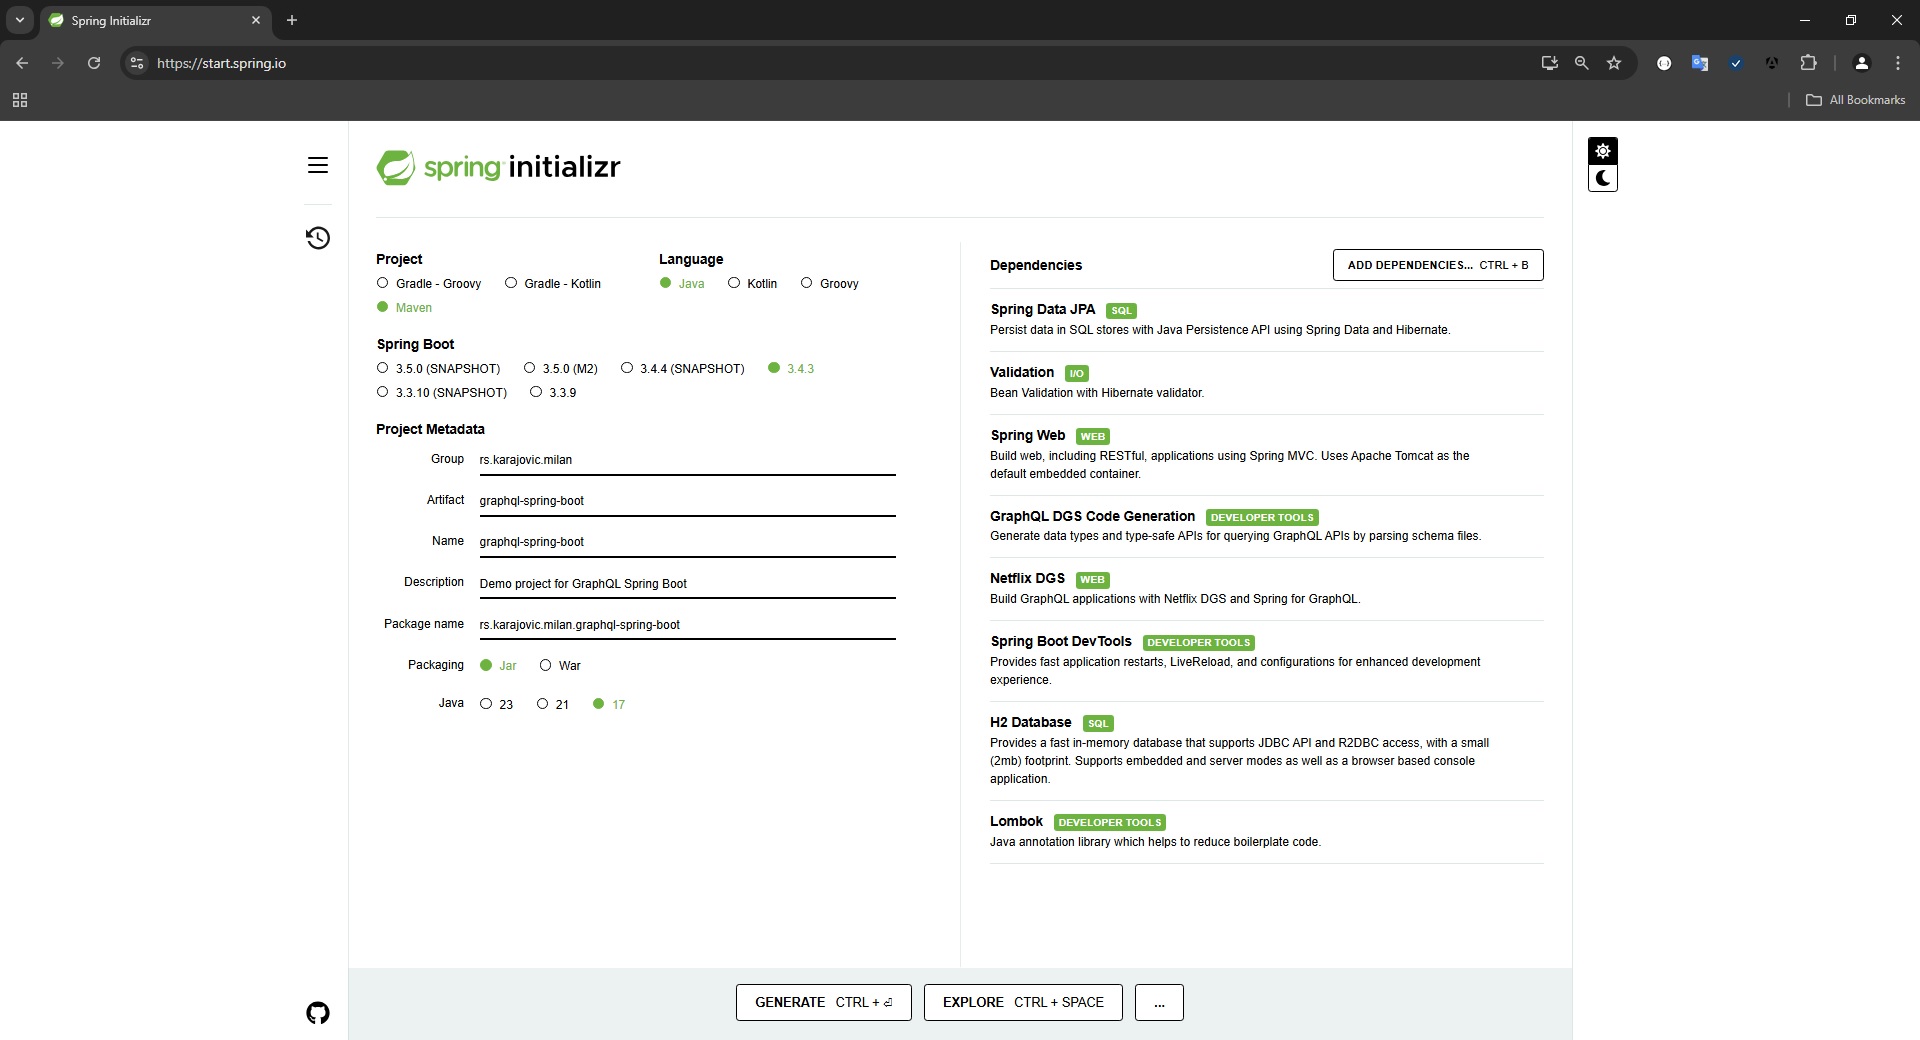 Spring Initializr
https://start.spring.io
All Bookmarks
spring initializr
Project
Gradle - Groovy
Gradle - Kotlin
Maven
Language
Java
Kotlin
Groovy
Spring Boot
3.5.0 (SNAPSHOT)
3.5.0 (M2)
3.4.4 (SNAPSHOT)
3.4.3
3.3.10 (SNAPSHOT)
3.3.9
Project Metadata
Group rs.karajovic.milan
Artifact graphql-spring-boot
Name graphql-spring-boot
Description Demo project for GraphQL Spring Boot
Package name rs.karajovic.milan.graphql-spring-boot
Packaging Jar War
Java 23 21 17
Dependencies
ADD DEPENDENCIES... CTRL + B
Spring Data JPA SQL
Persist data in SQL stores with Java Persistence API using Spring Data and Hibernate.
Validation I/O
Bean Validation with Hibernate validator.
Spring Web WEB
Build web, including RESTful, applications using Spring MVC. Uses Apache Tomcat as the
default embedded container.
GraphQL DGS Code Generation DEVELOPER TOOLS
Generate data types and type-safe APIs for querying GraphQL APIs by parsing schema files.
Netflix DGS WEB
Build GraphQL applications with Netflix DGS and Spring for GraphQL.
Spring Boot DevTools DEVELOPER TOOLS
Provides fast application restarts, LiveReload, and configurations for enhanced development
experience.
H2 Database SQL
Provides a fast in-memory database that supports JDBC API and R2DBC access, with a small
(2mb) footprint. Supports embedded and server modes as well as a browser based console
application.
Lombok DEVELOPER TOOLS
Java annotation library which helps to reduce boilerplate code.
GENERATE CTRL + ⏎
EXPLORE CTRL + SPACE
...